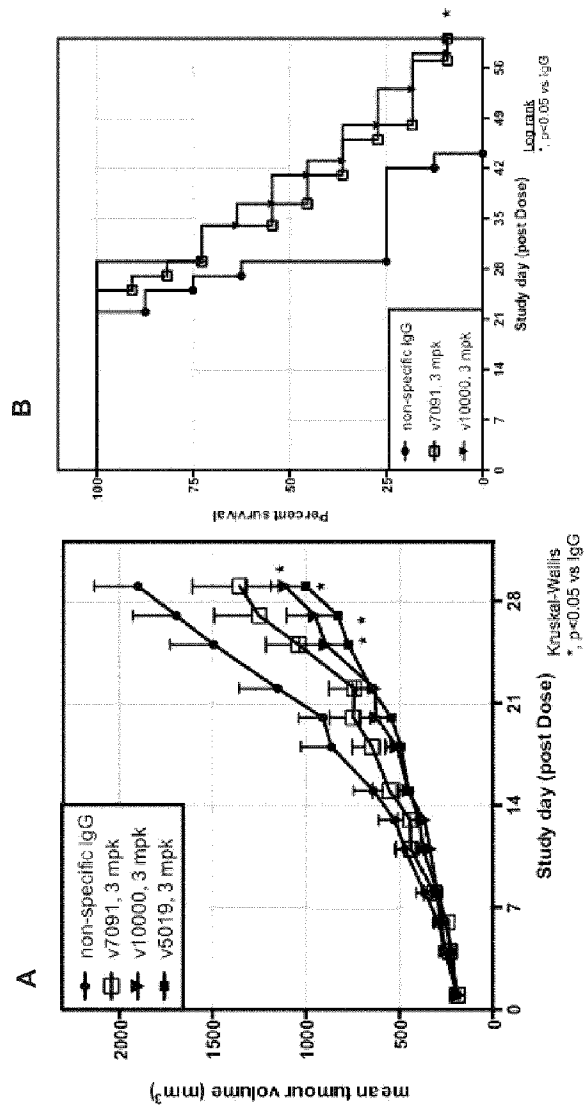 A
mean tumour volume (mm³)
2000
1500
1000
500
0
non-specific IgG
v7091, 3 mpk
v10000, 3 mpk
v5019, 3 mpk
*
*
*
*
0
7
14
21
28
Study day (post Dose)
Kruskal-Wallis
*, p<0.05 vs IgG
B
Percent survival
100
75
50
25
0
non-specific IgG
v7091, 3 mpk
v10000, 3 mpk
*
0
7
14
21
28
35
42
49
56
Study day (post Dose)
Log rank
*, p<0.05 vs IgG